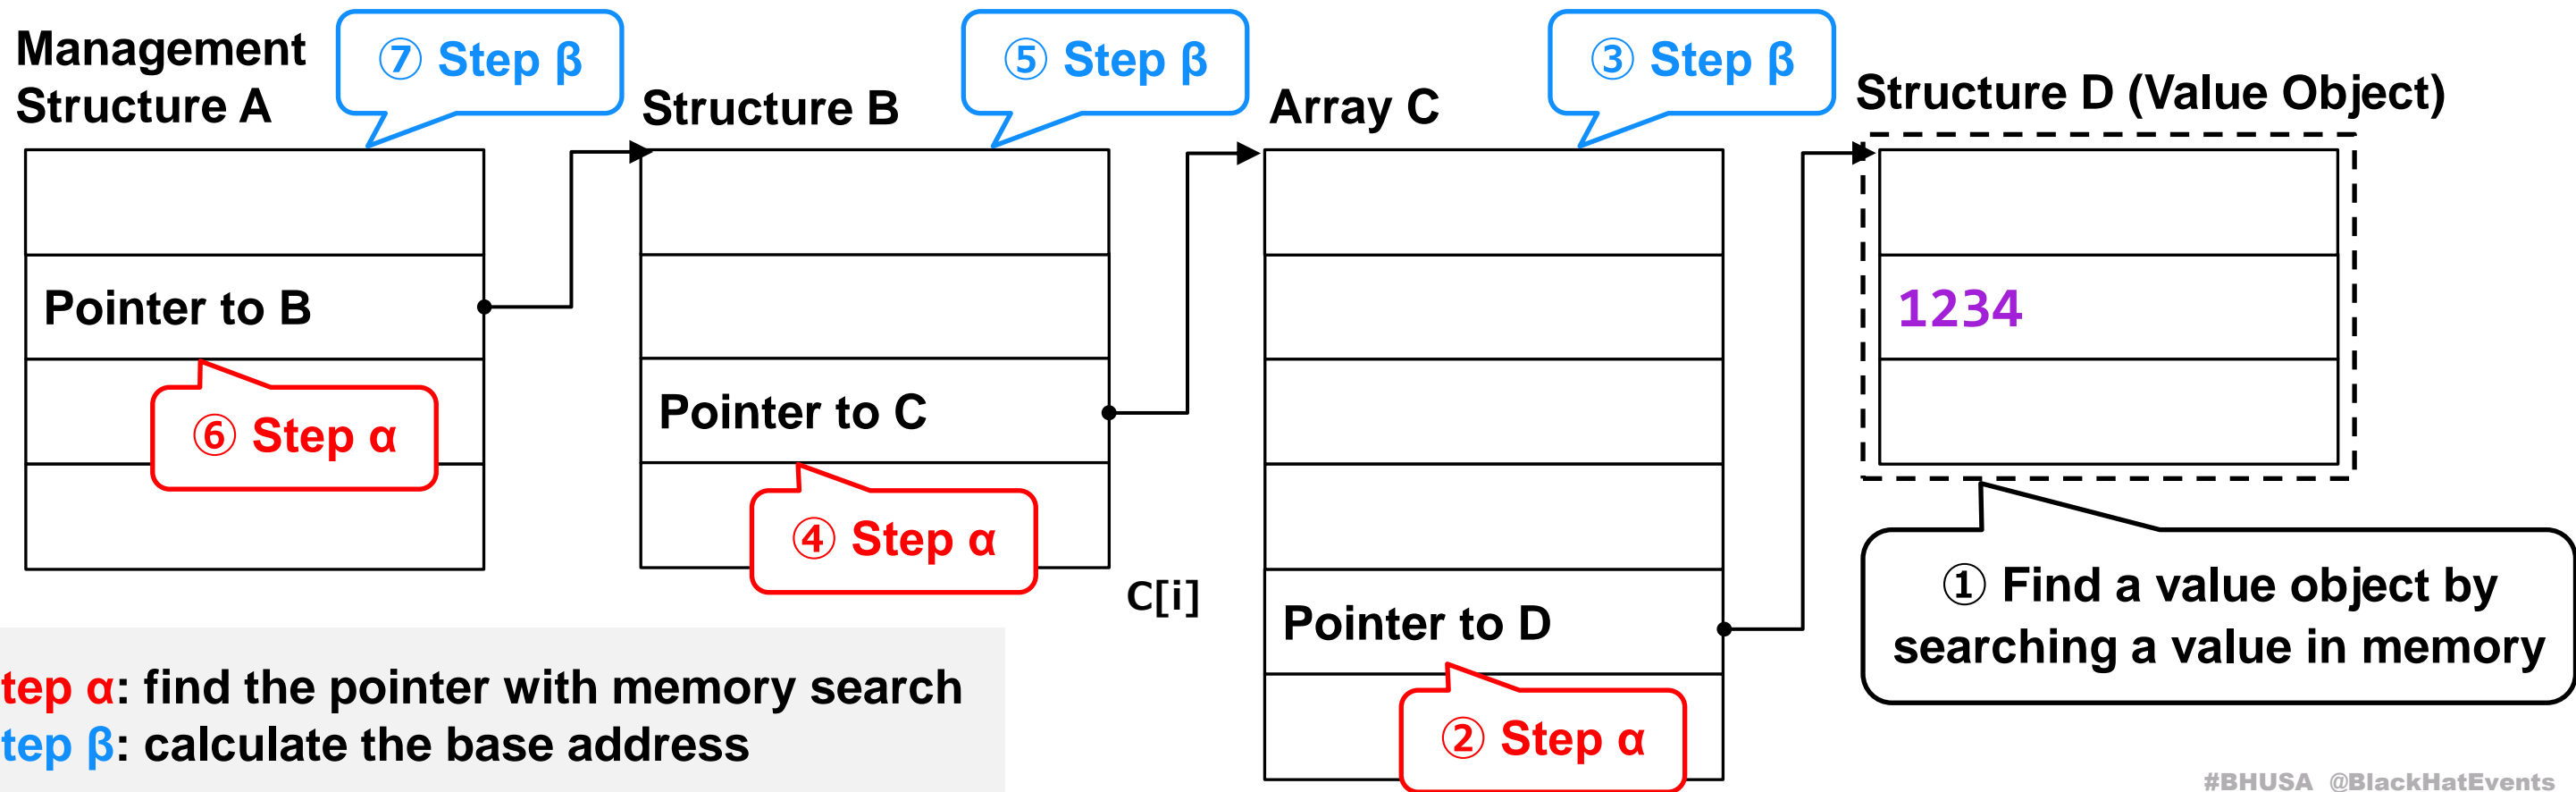 Management
Structure A
⑦ Step β
Structure B
⑤ Step β
Array C
③ Step β
Structure D (Value Object)
Pointer to B
⑥ Step α
Pointer to C
④ Step α
C[i]
Pointer to D
② Step α
1234
① Find a value object by
searching a value in memory
tep α: find the pointer with memory search
tep β: calculate the base address
#BHUSA @BlackHatEvents